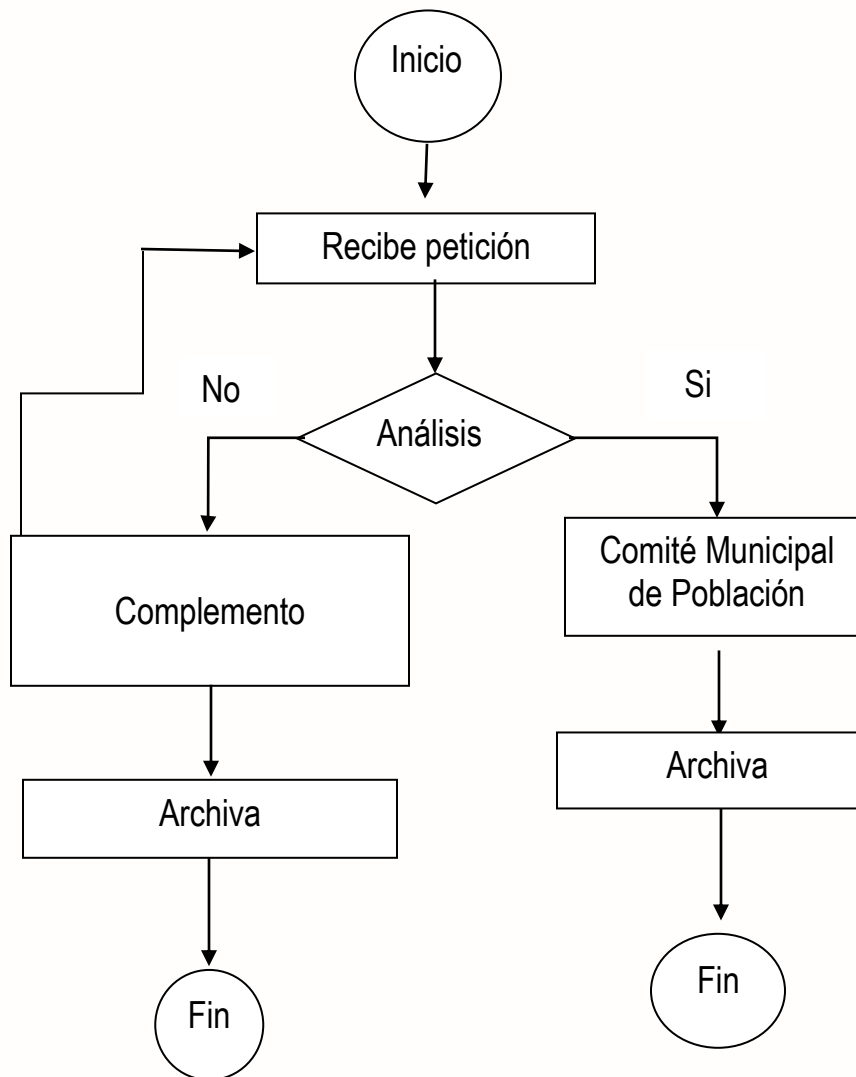 Inicio
Recibe petición
No
Si
Análisis
Complemento
Comité Municipal
de Población
Archiva
Archiva
Fin
Fin